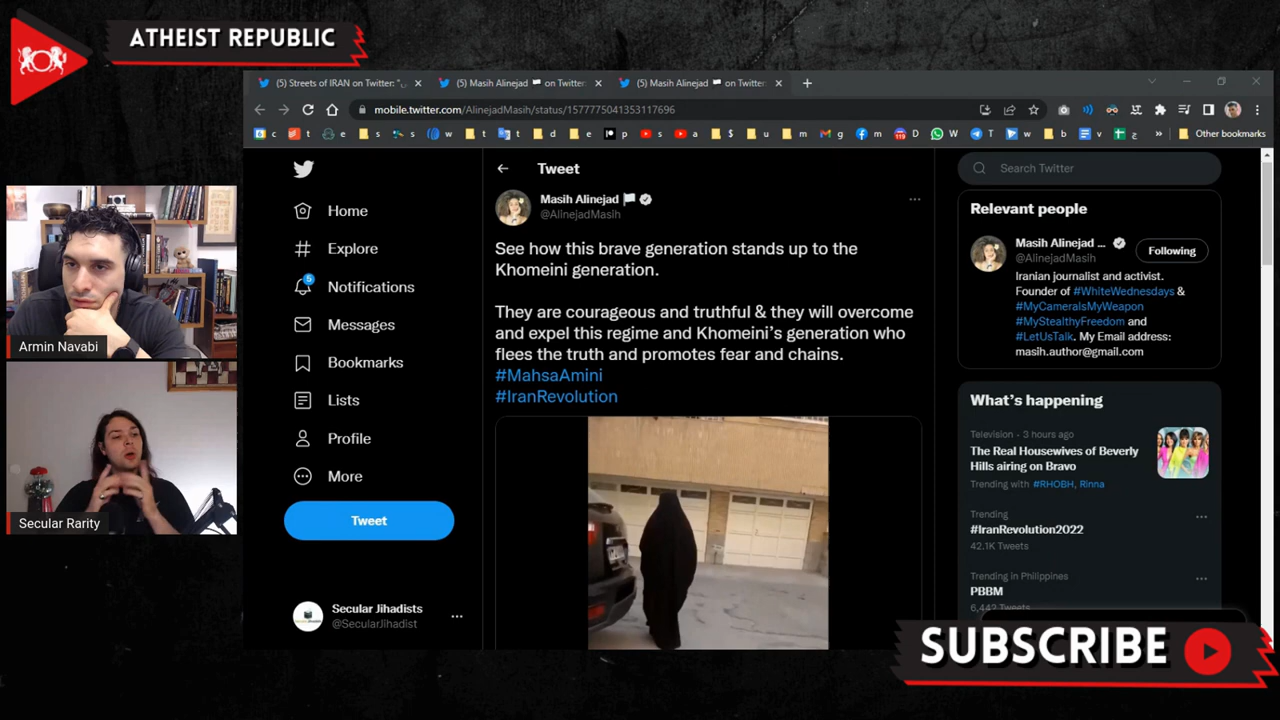 ATHEIST REPUBLIC
(5) Streets of IRAN on Twitter: "
(5) Masih Alinejad on Twitter
(5) Masih Alinejad on Twitter
mobile.twitter.com/AlinejadMasih/status/1577775041353117696
Other bookmarks
Home
Explore
5
Notifications
Messages
Bookmarks
Lists
Profile
More
Tweet
Secular Jihadists
@SecularJihadist
Tweet
Masih Alinejad
@AlinejadMasih
See how this brave generation stands up to the
Khomeini generation.
They are courageous and truthful & they will overcome
and expel this regime and Khomeini's generation who
flees the truth and promotes fear and chains.
#MahsaAmini
#IranRevolution
Search Twitter
Relevant people
Masih Alinejad ...
@AlinejadMasih
Following
Iranian journalist and activist.
Founder of #WhiteWednesdays &
#MyCameraIsMyWeapon
#MyStealthyFreedom and
#LetUsTalk. My Email address:
masih.author@gmail.com
What's happening
Television · 3 hours ago
The Real Housewives of Beverly
Hills airing on Bravo
Trending with #RHOBH, Rinna
Trending
#IranRevolution2022
42.1K Tweets
Trending in Philippines
PBBM
6,442 Tweets
Armin Navabi
Secular Rarity
SUBSCRIBE